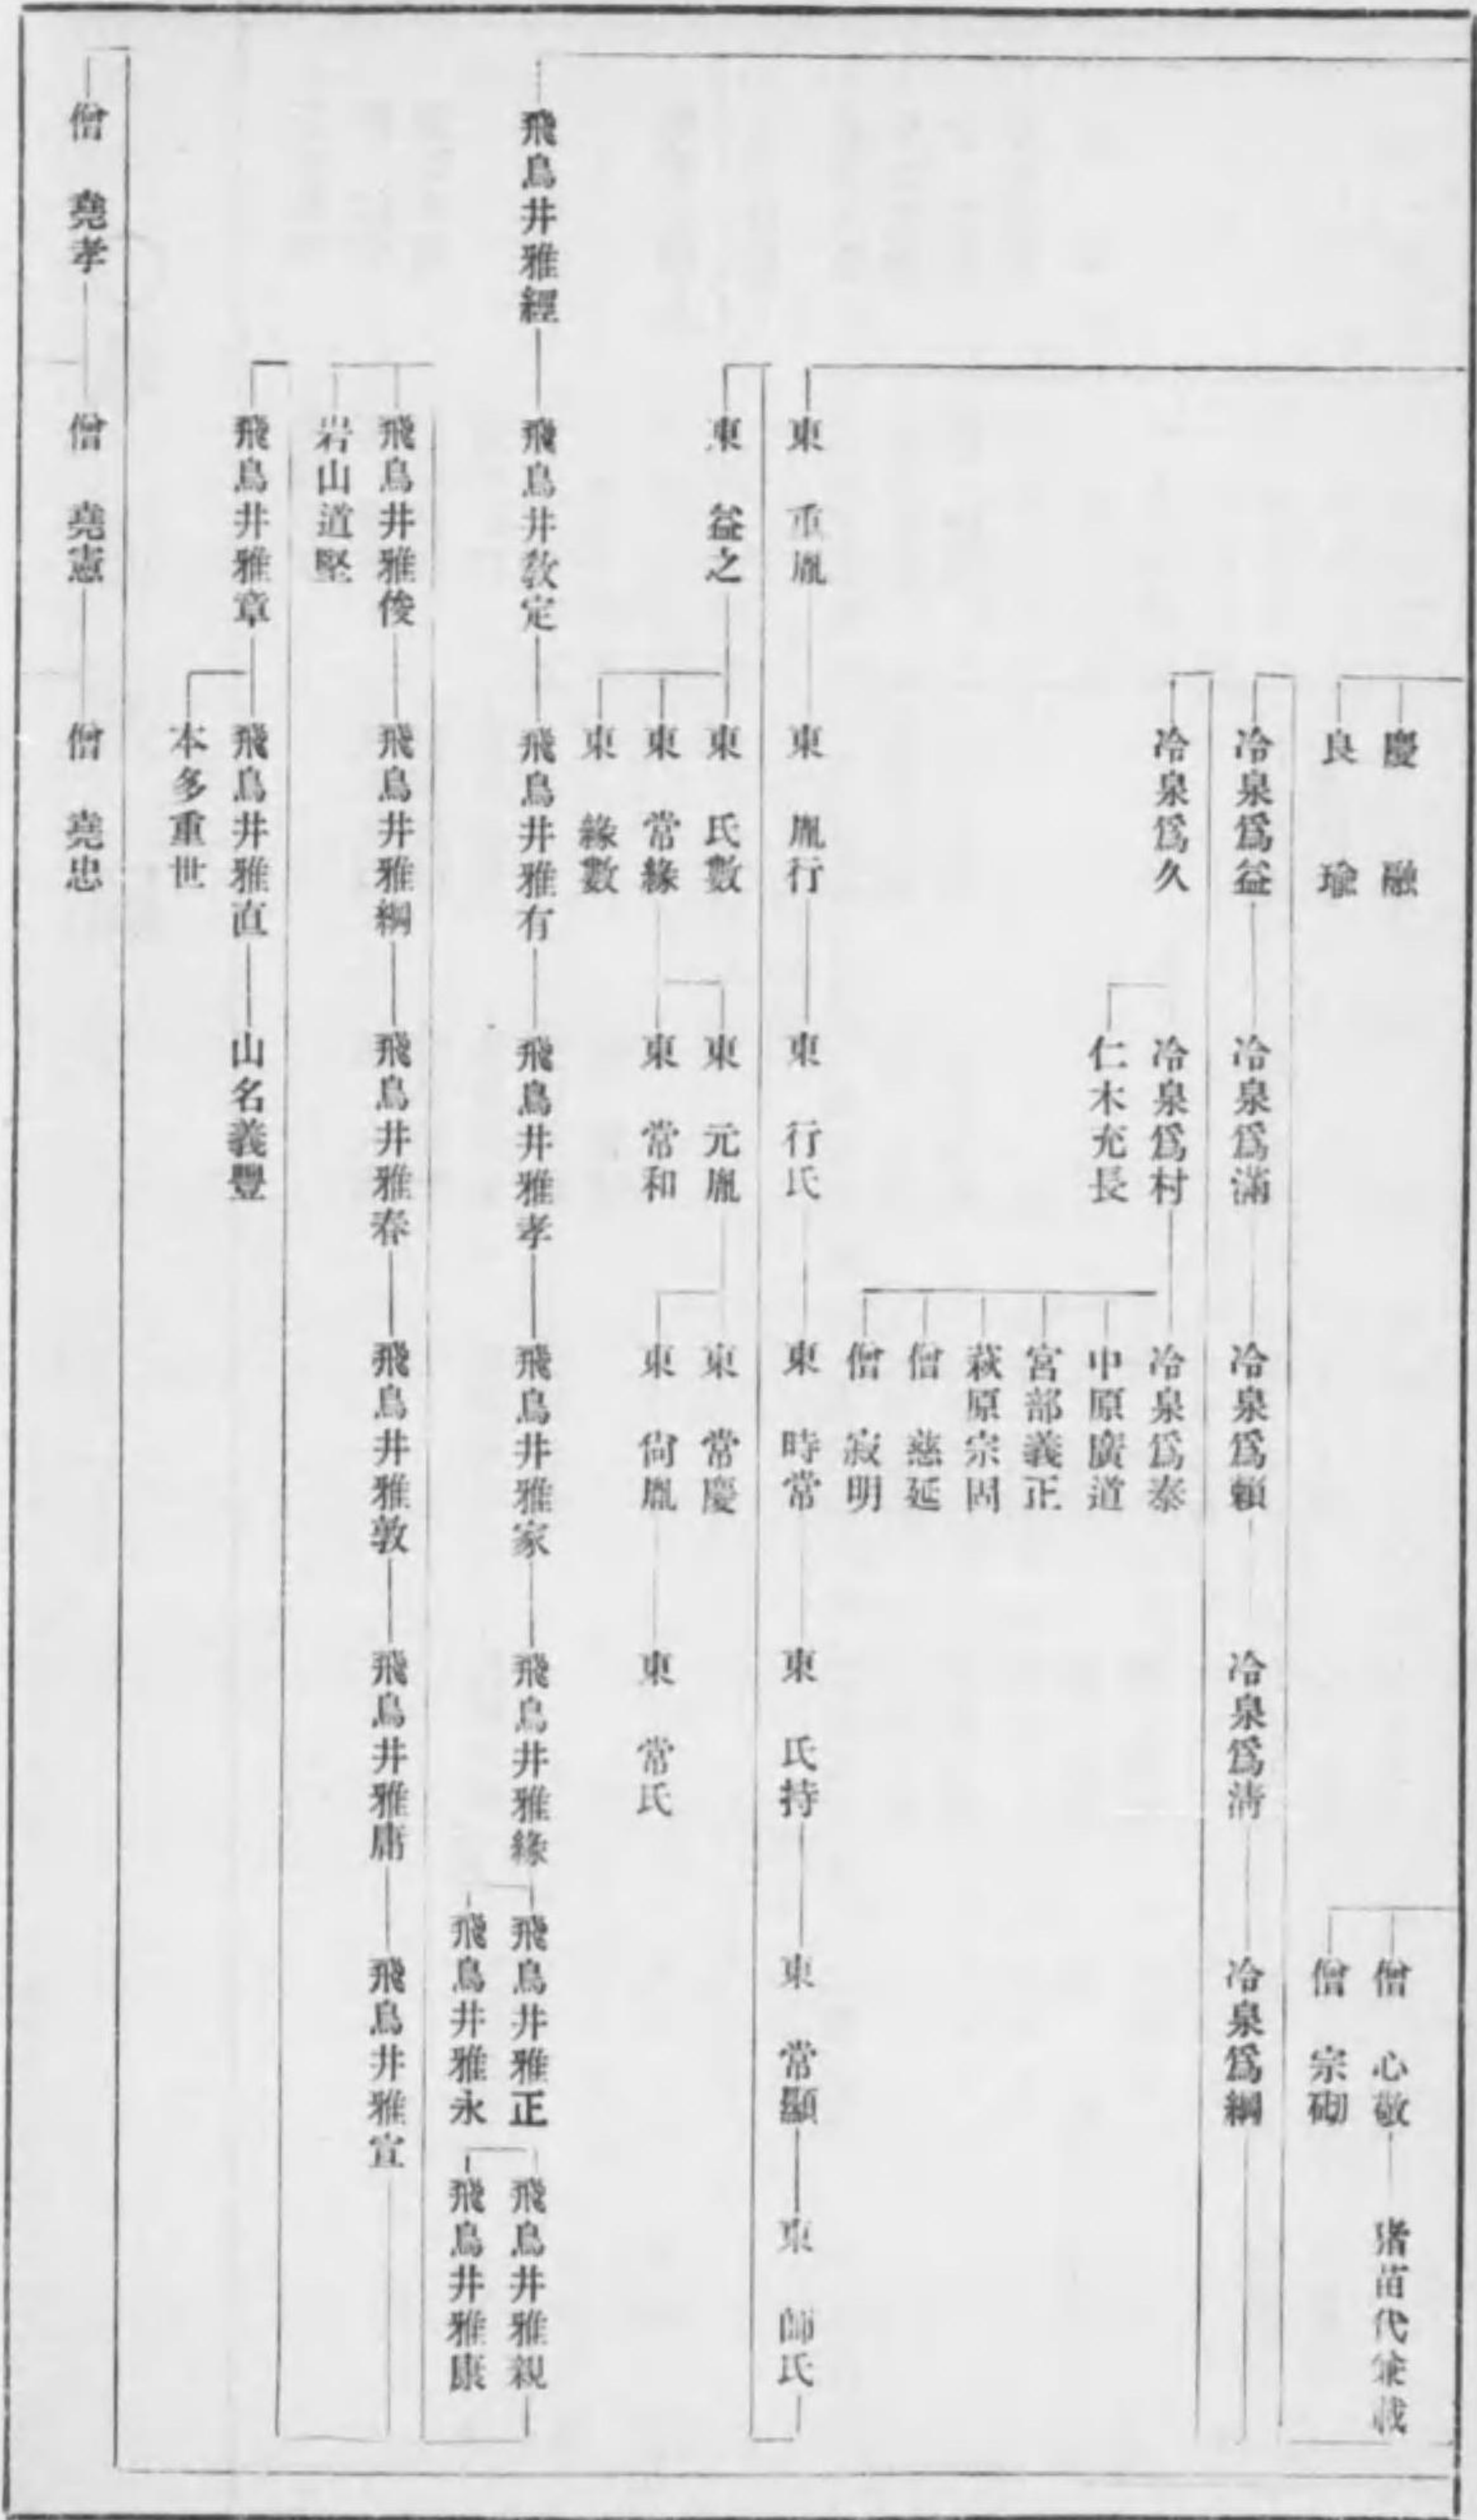 慶融
良瑜
僧 心敬
猪苗代兼載
僧 宗砌
冷泉爲益
冷泉爲滿
冷泉爲賴
冷泉爲清
冷泉爲綱
冷泉爲久
冷泉爲村
仁木充長
冷泉爲泰
中原廣道
宮部義正
萩原宗固
僧 慈延
僧 寂明
東 重胤
東 胤行
東 行氏
東 時常
東 氏持
東 常顯
東 師氏
東 益之
東 氏數
東 常緣
東 緣數
東 元胤
東 常和
東 常慶
東 尙胤
東 常氏
飛鳥井雅經
飛鳥井敎定
飛鳥井雅有
飛鳥井雅孝
飛鳥井雅家
飛鳥井雅緣
飛鳥井雅正
飛鳥井雅永
飛鳥井雅親
飛鳥井雅康
飛鳥井雅俊
飛鳥井雅綱
飛鳥井雅春
飛鳥井雅敦
飛鳥井雅庸
飛鳥井雅宣
岩山道堅
飛鳥井雅章
飛鳥井雅直
山名義豐
本多重世
僧 堯孝
僧 堯憲
僧 堯忠